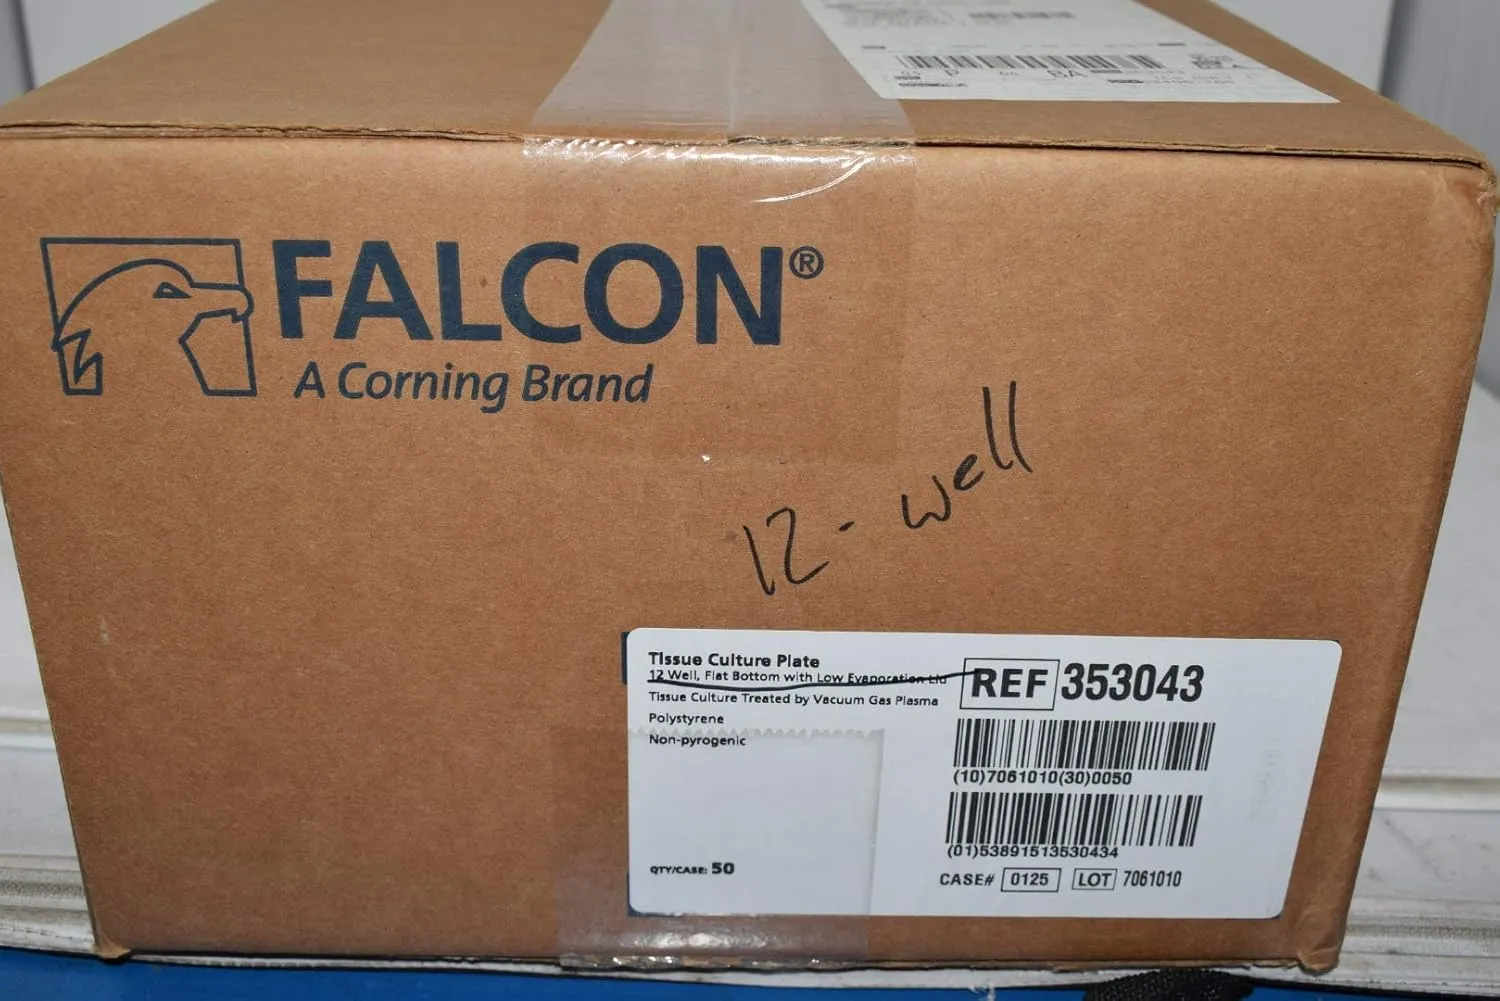 FALCON®
A Corning Brand
12-well
Tissue Culture Plate
12 Well, Flat Bottom with Low Evaporation Lid
Tissue Culture Treated by Vacuum Gas Plasma
Polystyrene
Non-pyrogenic
QTY/CASE: 50
REF 353043
(10)7061010(30)0050
(01)53891513530434
CASE# 0125 LOT 7061010